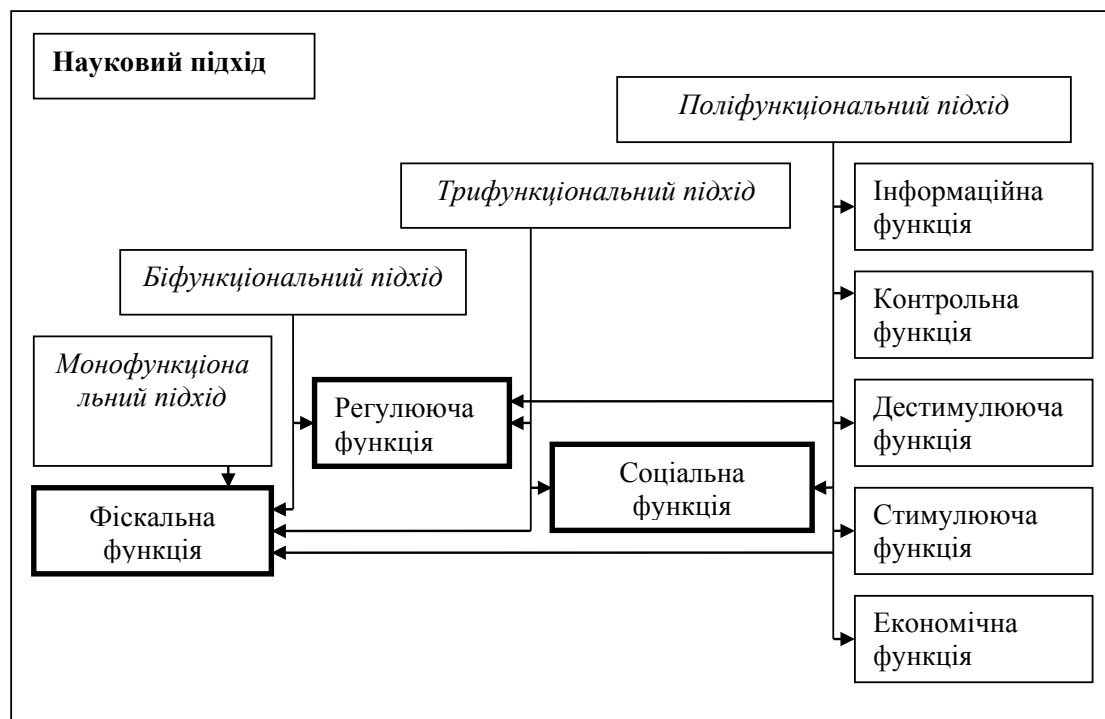 Науковий підхід
Поліфункціональний підхід
Трифункціональний підхід
Інформаційна
функція
Біфункціональний підхід
Контрольна
функція
Монофункціона
льний підхід
Регулююча
функція
Дестимулююча
функція
Соціальна
функція
Фіскальна
функція
Стимулююча
функція
Економічна
функція